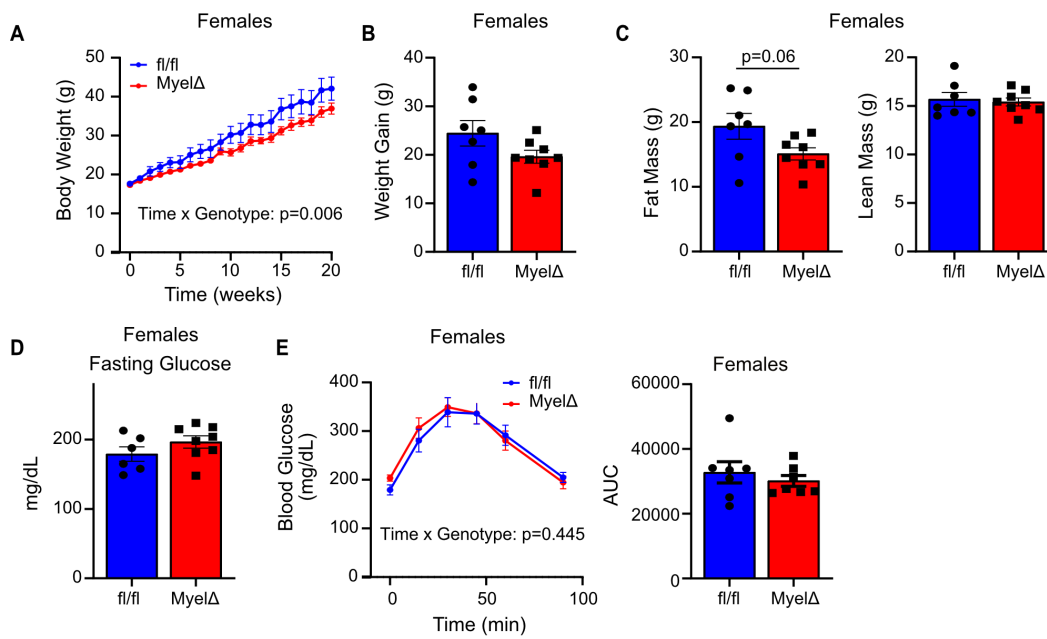 A
Females
fl/fl
MyelΔ
Body Weight (g)
50
40
30
20
10
0
Time x Genotype: p=0.006
0 5 10 15 20
Time (weeks)
B
Weight Gain (g)
40
30
20
10
0
fl/fl MyelΔ
C
Females
Fat Mass (g)
30
20
10
0
p=0.06
fl/fl MyelΔ
Lean Mass (g)
20
15
10
5
0
fl/fl MyelΔ
D
Females
Fasting Glucose
mg/dL
200
100
0
fl/fl MyelΔ
E
Females
fl/fl
MyelΔ
Blood Glucose
(mg/dL)
400
300
200
100
0
Time x Genotype: p=0.445
0 50 100
Time (min)
Females
AUC
60000
40000
20000
0
fl/fl MyelΔ